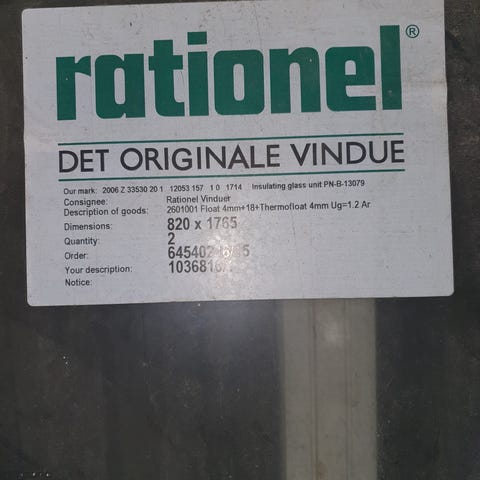 rationel®
DET ORIGINALE VINDUE
Our mark: 2006 Z 33530 20 1 12053 157 1 0 1714 Insulating glass unit PN-B-13079
Consignee: Rationel Vinduer
Description of goods: 2601001 Float 4mm+18+Thermofloat 4mm Ug=1.2 Ar
Dimensions: 820 x 1765
Quantity: 2
Order:
Your description:
Notice: